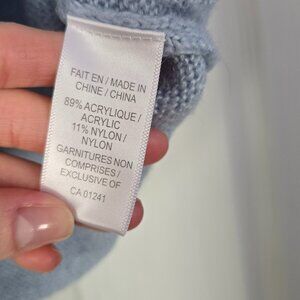 FAIT EN / MADE IN
CHINE / CHINA
89% ACRYLIQUE /
ACRYLIC
11% NYLON /
NYLON
GARNITURES NON
COMPRISES /
EXCLUSIVE OF
CA 01241